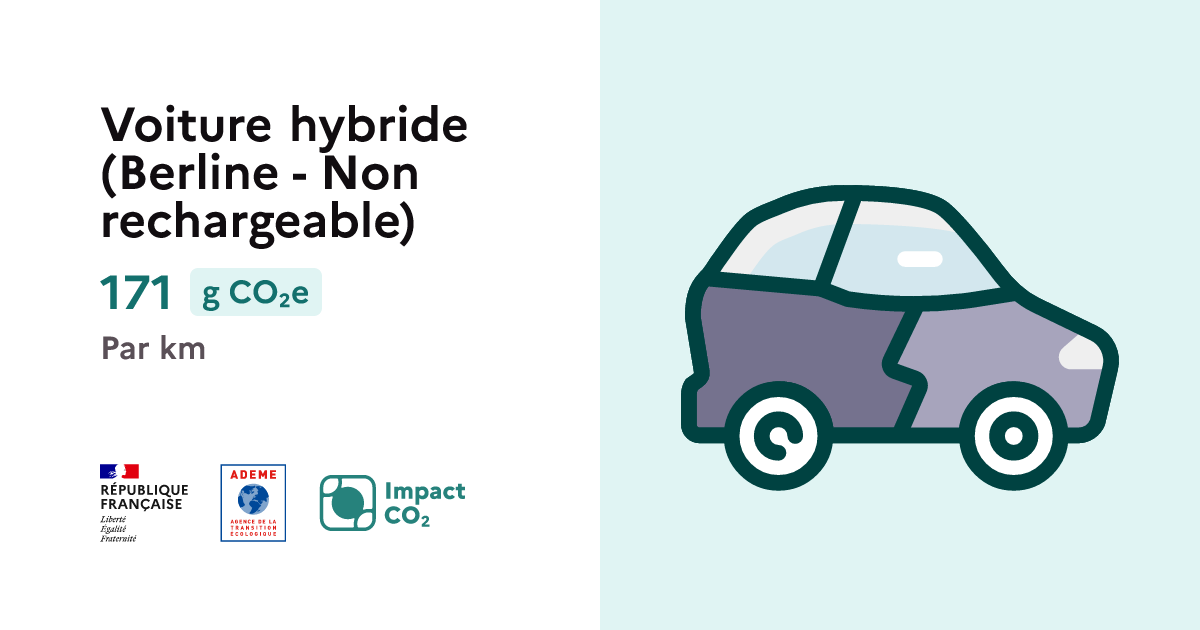 Voiture hybride
(Berline - Non
rechargeable)
171 g CO₂e
Par km
RÉPUBLIQUE
FRANÇAISE
Liberté
Égalité
Fraternité
ADEME
AGENCE DE LA
TRANSITION
ÉCOLOGIQUE
Impact
CO₂